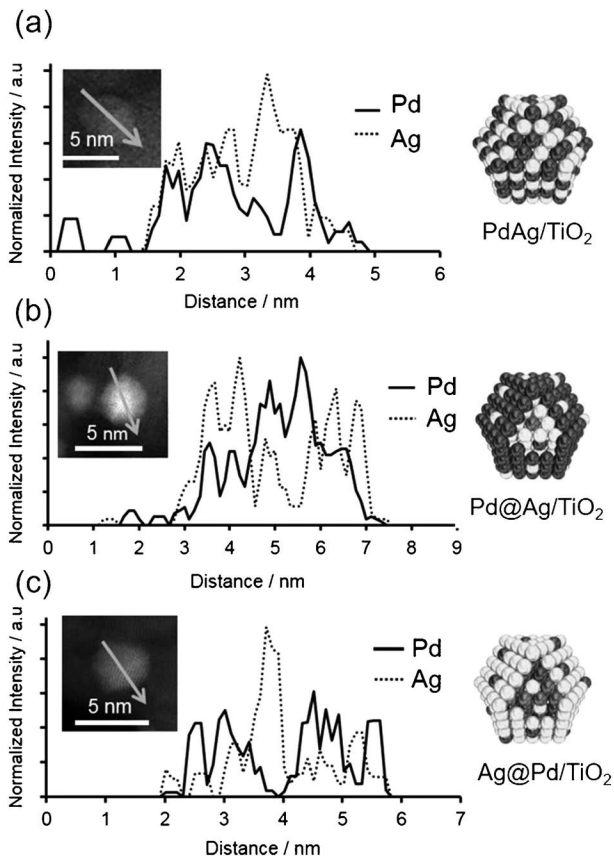 (a)
Normalized Intensity / a.u
5 nm
Pd
Ag
0 1 2 3 4 5 6
Distance / nm
PdAg/TiO₂
(b)
Normalized Intensity / a.u
5 nm
Pd
Ag
0 1 2 3 4 5 6 7 8 9
Distance / nm
Pd@Ag/TiO₂
(c)
Normalized Intensity / a.u
5 nm
Pd
Ag
0 1 2 3 4 5 6 7
Distance / nm
Ag@Pd/TiO₂